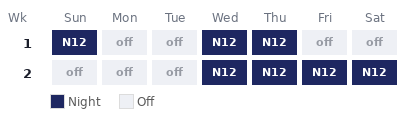 Wk Sun Mon Tue Wed Thu Fri Sat
1 N12 off off N12 N12 off off
2 off off off N12 N12 N12 N12
Night Off